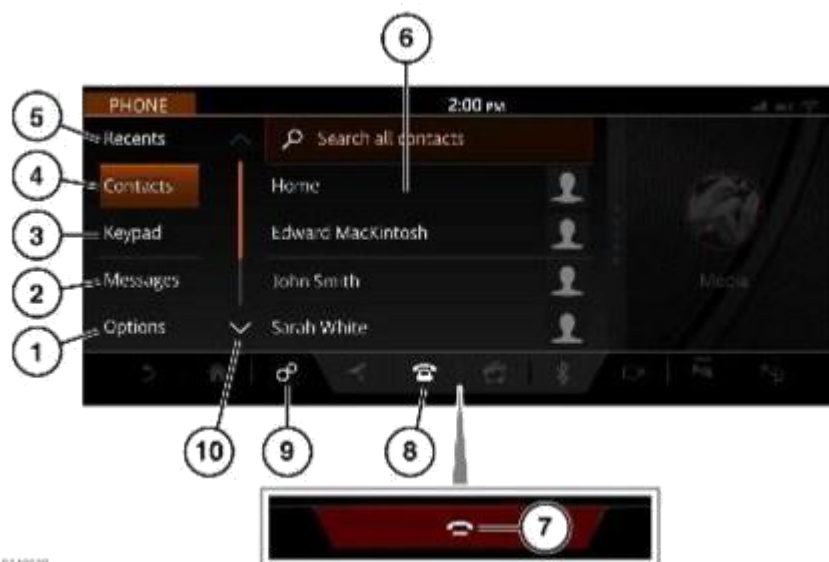 6
PHONE 2:00 PM
5
Recents
Search all contacts
4
Contacts
Home
3
Keypad
Edward MacKintosh
2
Messages
John Smith
1
Options
Sarah White
Media
10
9
8
7